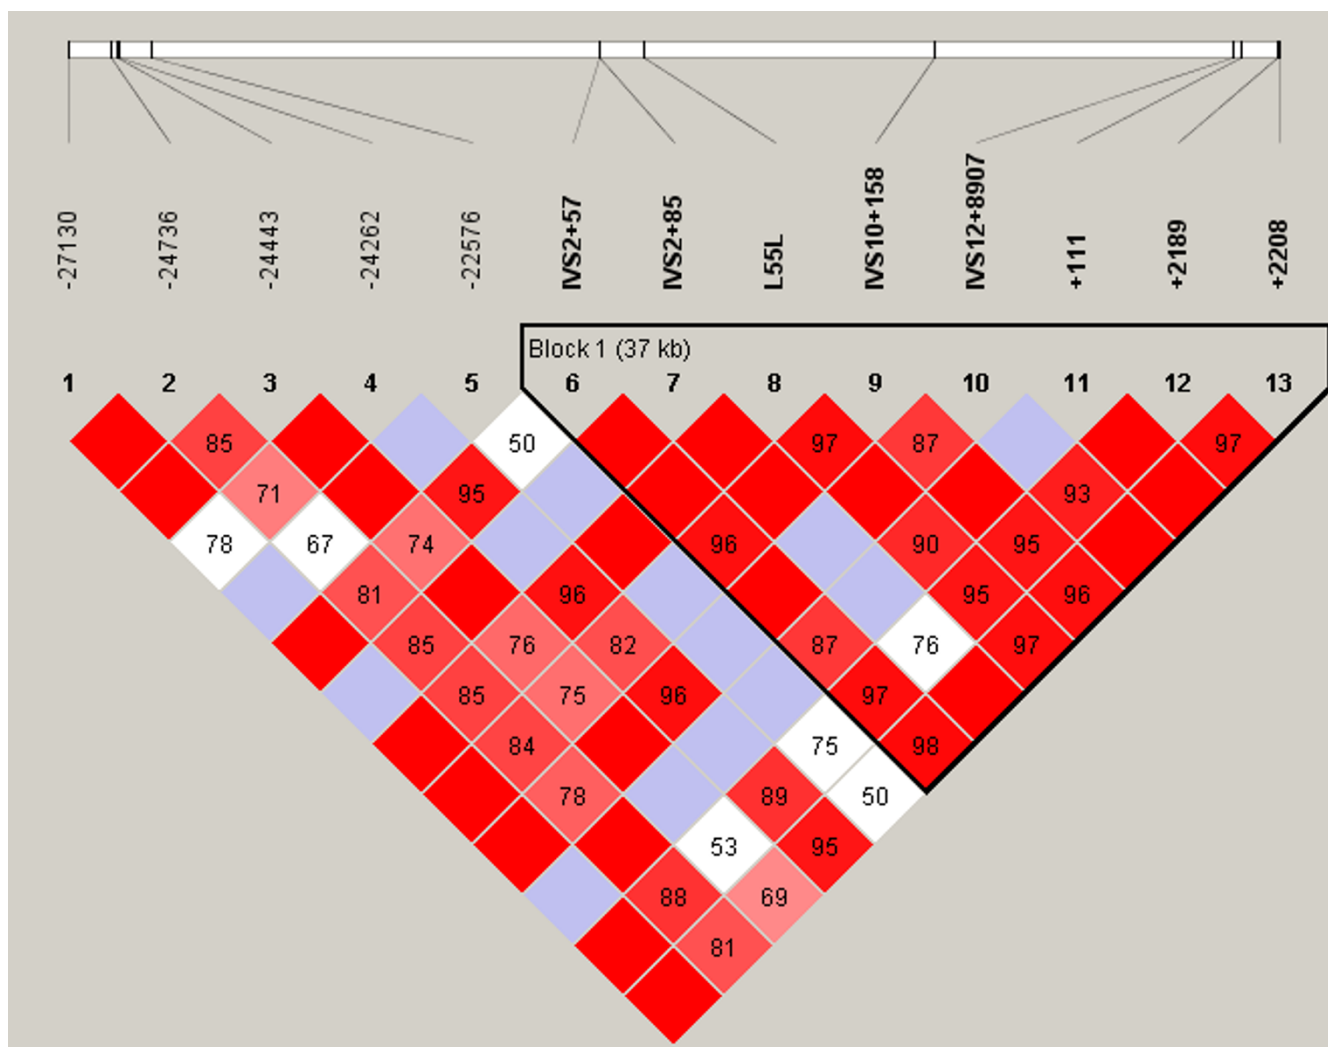 -27130 -24736 -24443 -24262 -22576 IVS2+57 IVS2+85 L55L IVS10+158 IVS12+8907 +111 +2189 +2208
Block 1 (37 kb)
1 2 3 4 5 6 7 8 9 10 11 12 13
85 50 97 87 97
71 95 93
78 67 74 96 90 95
81 96 95 96
85 76 82 87 76 97
85 75 96 97
84 75 98
78 89 50
53 95
88 69
81